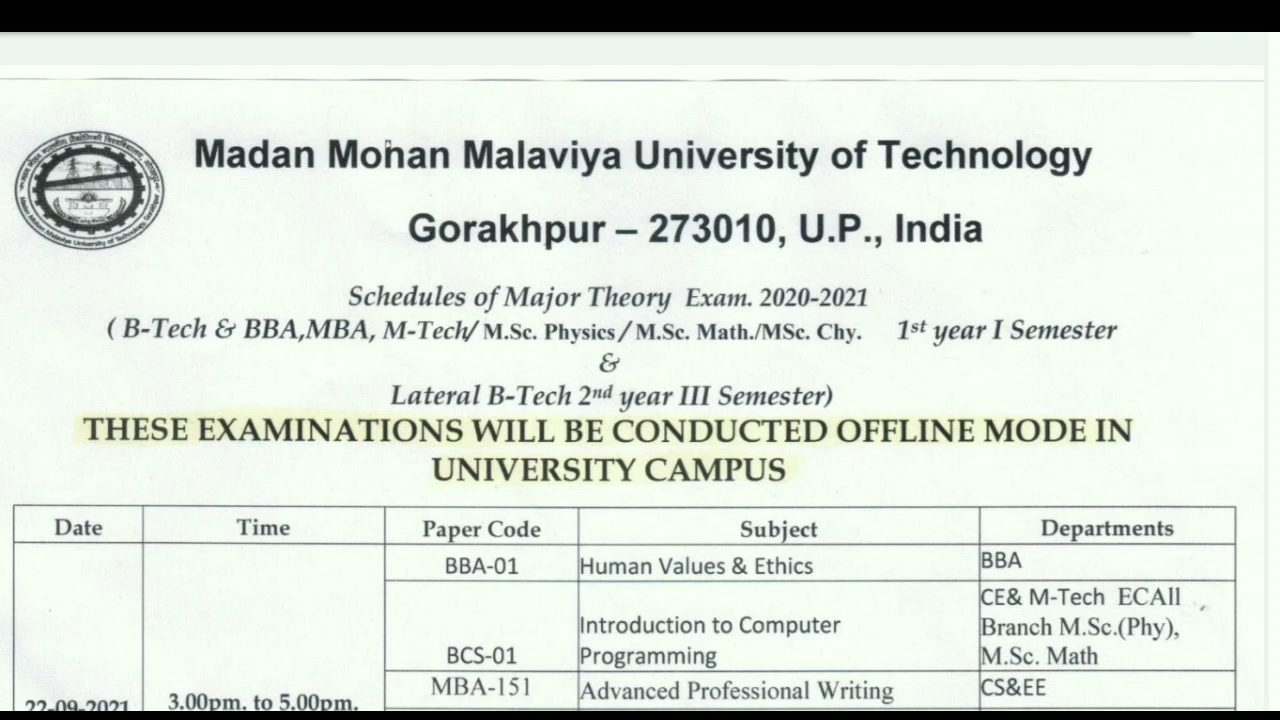 Madan Mohan Malaviya University of Technology
Gorakhpur – 273010, U.P., India
Schedules of Major Theory Exam. 2020-2021
( B-Tech & BBA,MBA, M-Tech/ M.Sc. Physics / M.Sc. Math./MSc. Chy. 1st year I Semester
&
Lateral B-Tech 2nd year III Semester)
THESE EXAMINATIONS WILL BE CONDUCTED OFFLINE MODE IN
UNIVERSITY CAMPUS
Date Time Paper Code Subject Departments
BBA-01 Human Values & Ethics BBA
CE& M-Tech ECAll
Introduction to Computer Branch M.Sc.(Phy),
BCS-01 Programming M.Sc. Math
MBA-151 Advanced Professional Writing CS&EE
22-09-2021 3.00pm. to 5.00pm.